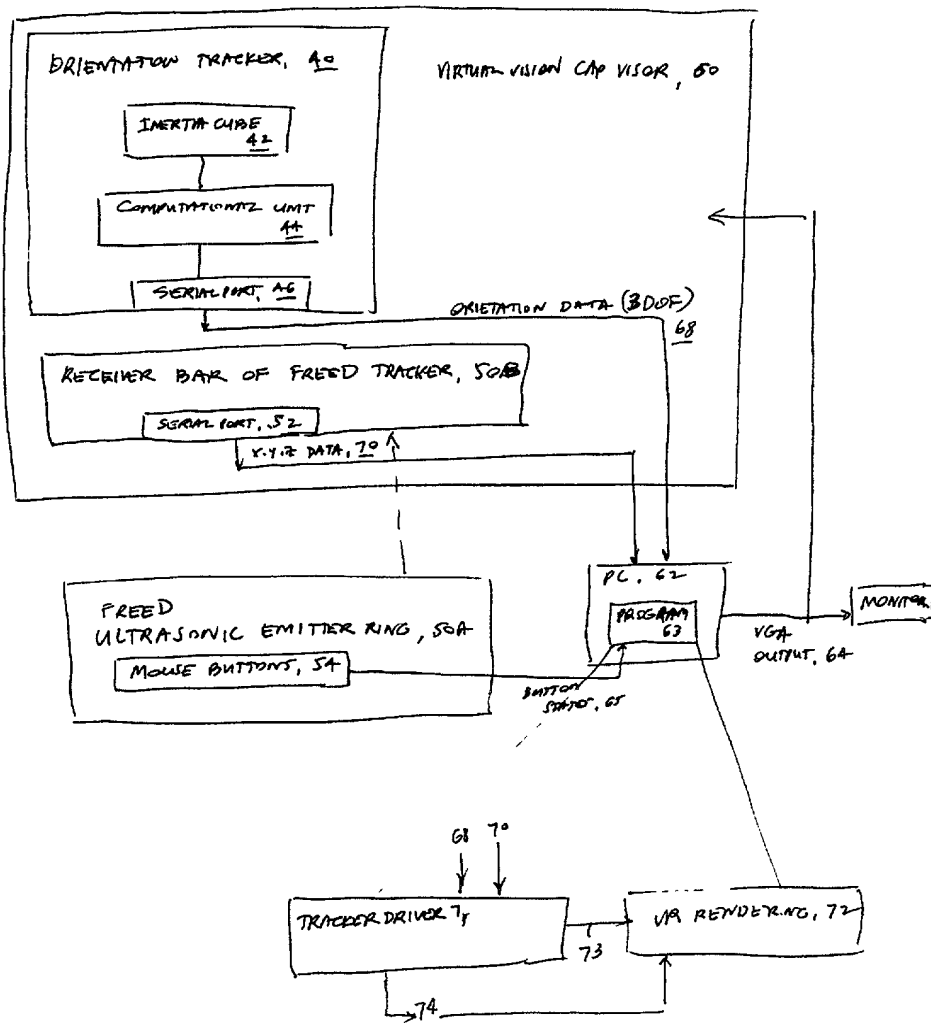 ORIENTATION TRACKER, 40
VIRTUAL VISION CAP VISOR, 60
INERTIA CUBE
42
COMPUTATIONAL UNIT
44
SERIAL PORT, 46
ORIETATION DATA (3DOF)
68
RECEIVER BAR OF FREED TRACKER, 50B
SERIAL PORT, 52
X.Y.Z DATA, 70
FREED
ULTRASONIC EMITTER RING, 50A
MOUSE BUTTONS, 54
PC, 62
PROGRAM
63
MONITOR
VGA
OUTPUT, 64
BUTTON
STATES, 65
68 70
TRACKER DRIVER 71
73
VR RENDERING, 72
74